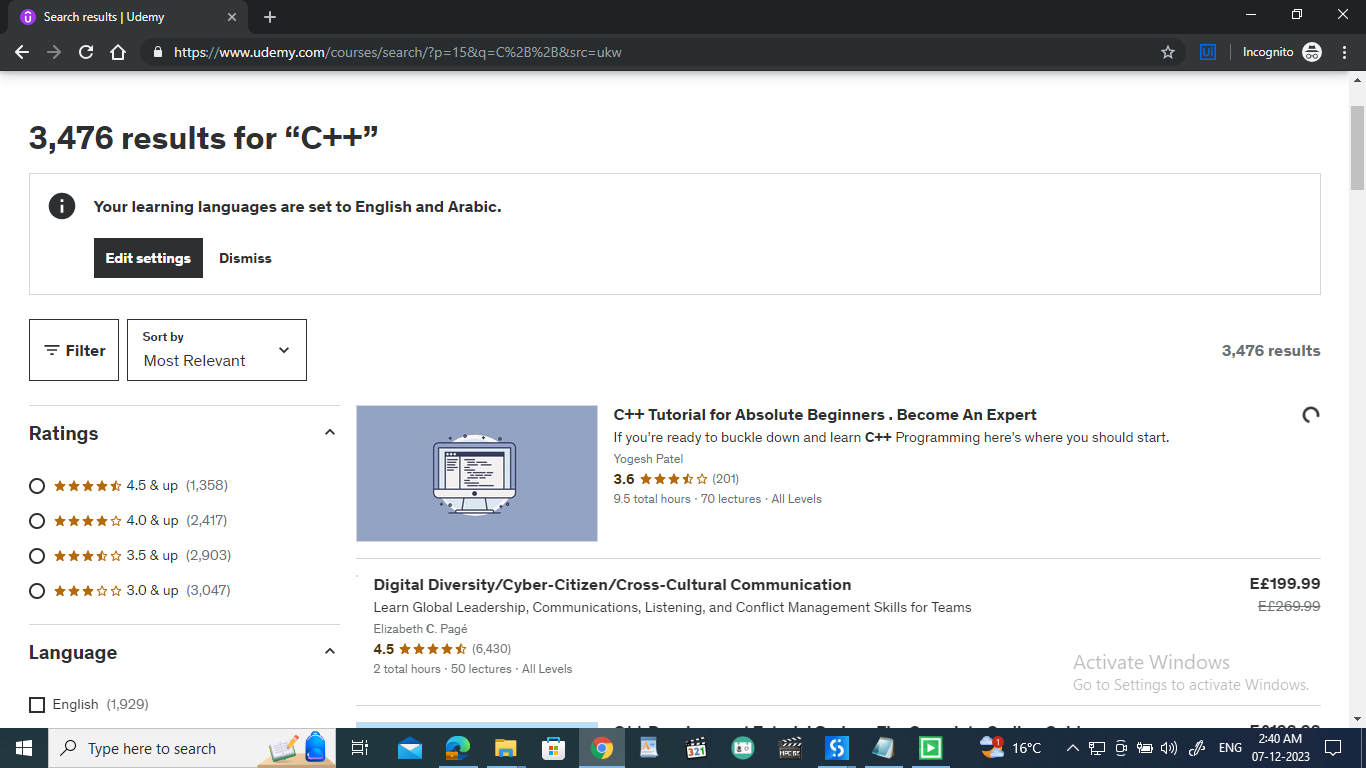 Search results | Udemy
https://www.udemy.com/courses/search/?p=15&q=C%2B%2B&src=ukw
Incognito
3,476 results for “C++”
Your learning languages are set to English and Arabic.
Edit settings
Dismiss
Filter
Sort by
Most Relevant
3,476 results
Ratings
4.5 & up (1,358)
4.0 & up (2,417)
3.5 & up (2,903)
3.0 & up (3,047)
Language
English (1,929)
C++ Tutorial for Absolute Beginners . Become An Expert
If you're ready to buckle down and learn C++ Programming here's where you should start.
Yogesh Patel
3.6 (201)
9.5 total hours · 70 lectures · All Levels
Digital Diversity/Cyber-Citizen/Cross-Cultural Communication
E£199.99
Learn Global Leadership, Communications, Listening, and Conflict Management Skills for Teams
E£269.99
Elizabeth C. Pagé
4.5 (6,430)
2 total hours · 50 lectures · All Levels
Activate Windows
Go to Settings to activate Windows.
Type here to search
321
16°C
ENG
2:40 AM
07-12-2023